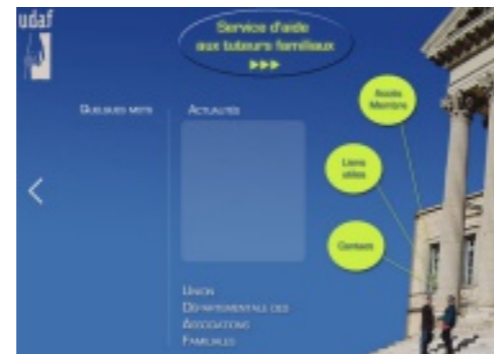 udaf
Service d'aide
aux tuteurs familiaux
Quelques mots
Actualités
Accès
Membre
Liens
utiles
Contact
Union
Départementale des
Associations
Familiales